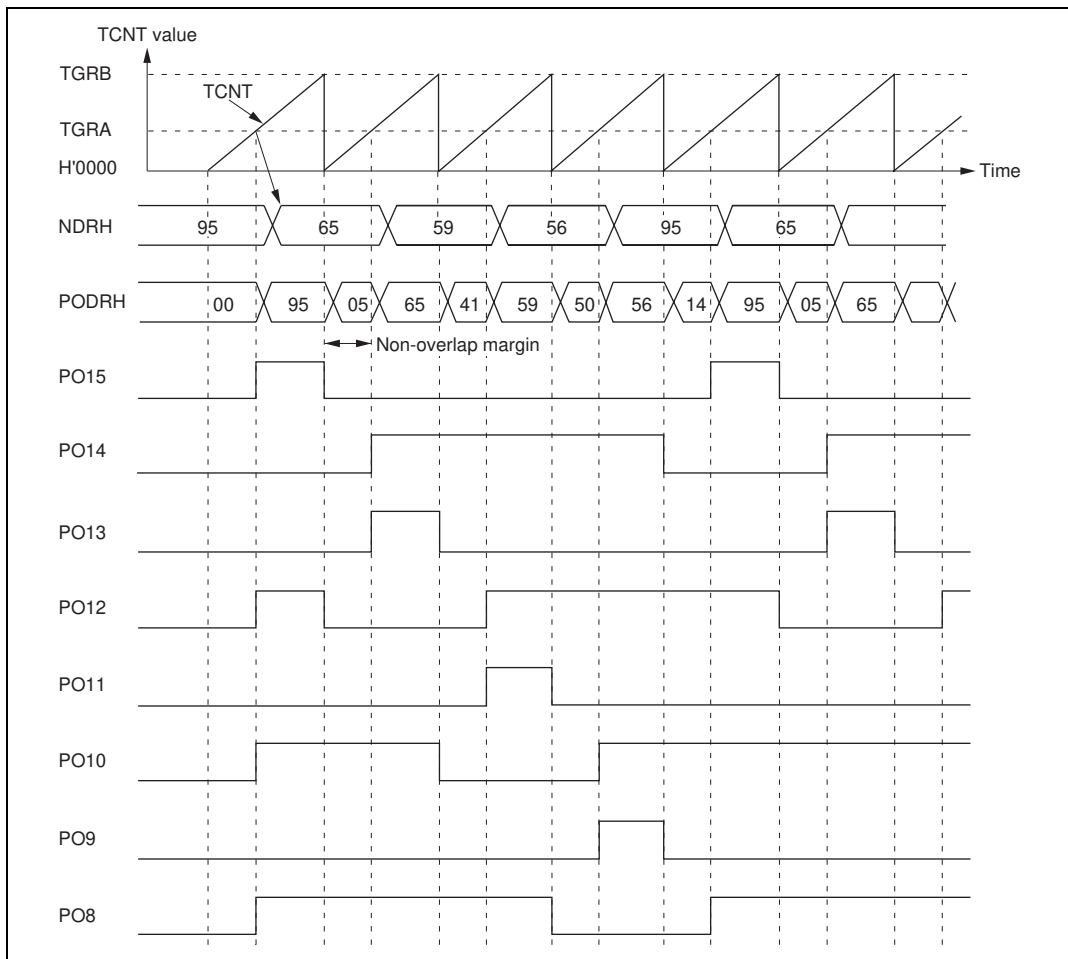 TCNT value
TGRB
TCNT
TGRA
H'0000
Time
NDRH 95 65 59 56 95 65
PODRH 00 95 05 65 41 59 50 56 14 95 05 65
Non-overlap margin
PO15
PO14
PO13
PO12
PO11
PO10
PO9
PO8